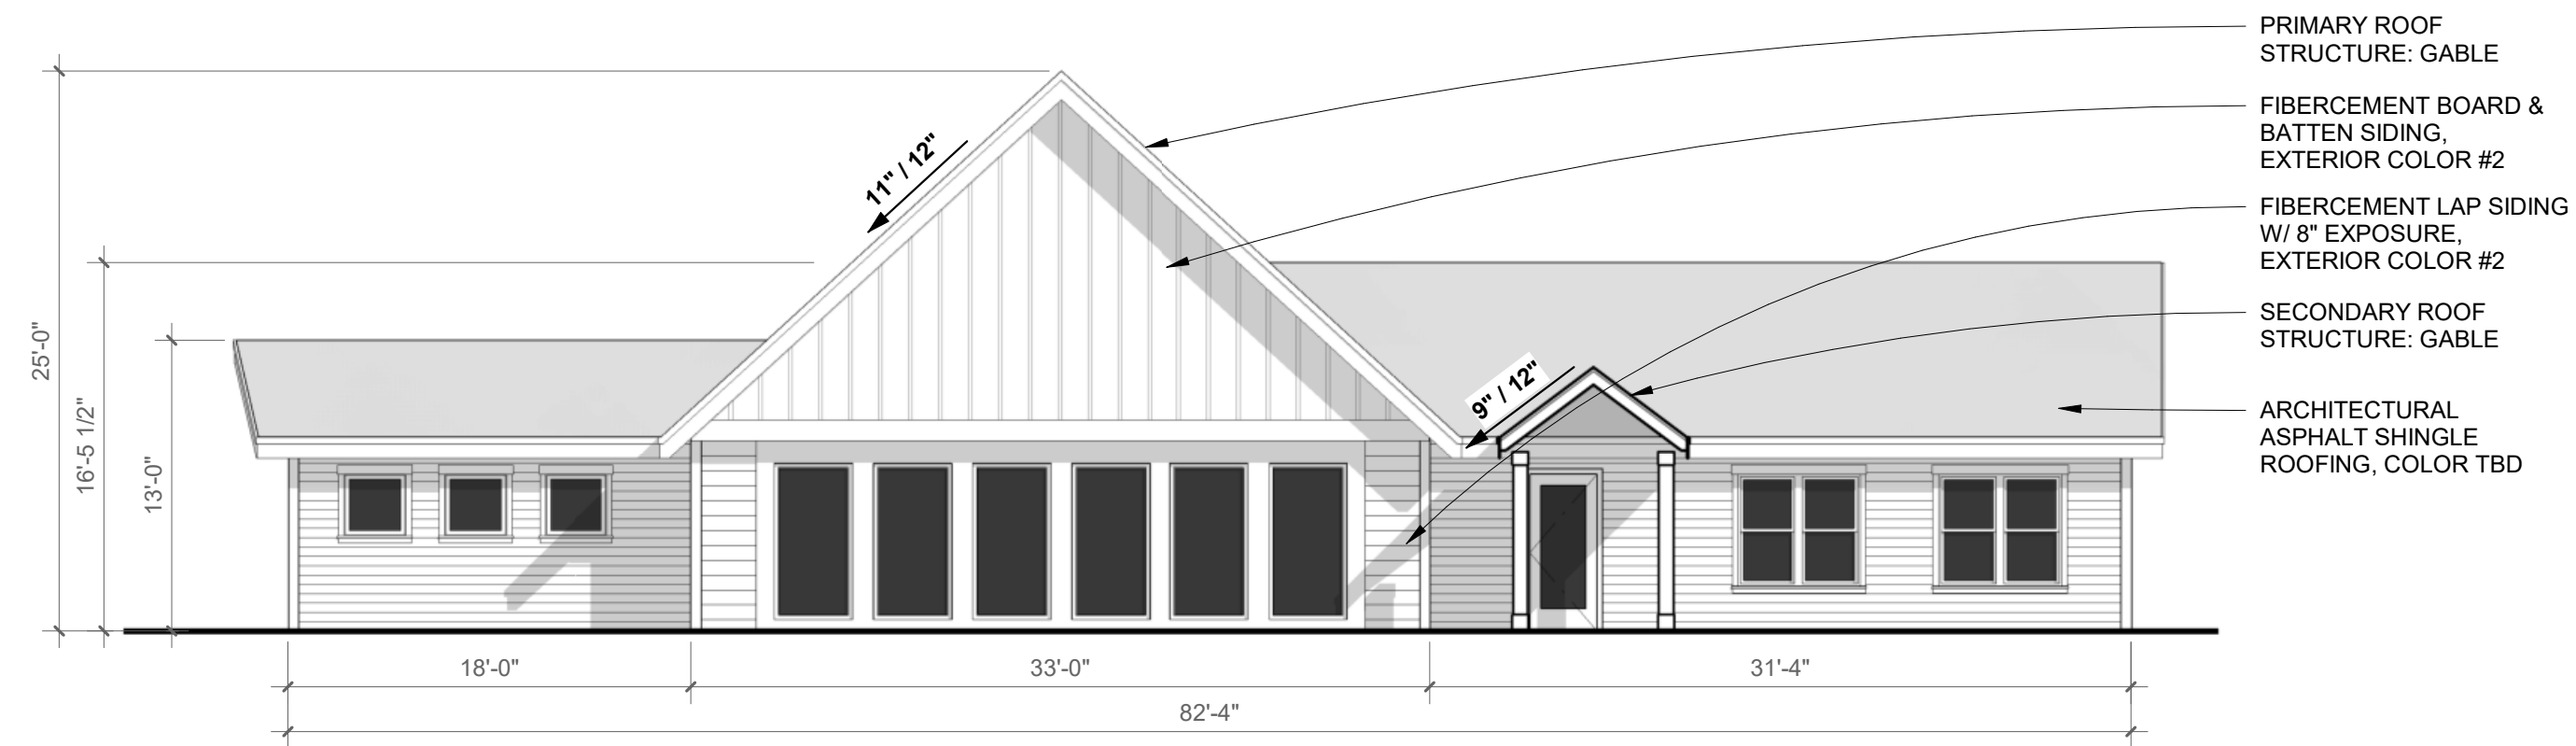 PRIMARY ROOF
STRUCTURE: GABLE
FIBERCEMENT BOARD &
BATTEN SIDING,
EXTERIOR COLOR #2
FIBERCEMENT LAP SIDING
W/ 8" EXPOSURE,
EXTERIOR COLOR #2
SECONDARY ROOF
STRUCTURE: GABLE
ARCHITECTURAL
ASPHALT SHINGLE
ROOFING, COLOR TBD
11" / 12"
9" / 12"
25'-0"
16'-5 1/2"
13'-0"
18'-0"
33'-0"
31'-4"
82'-4"